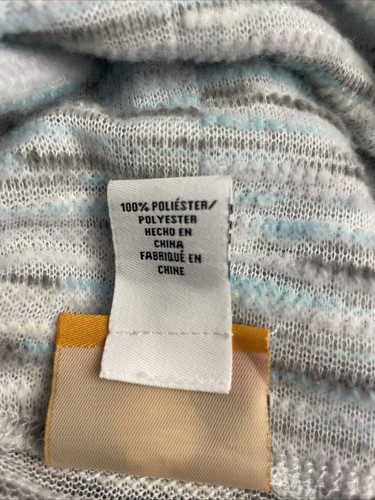 100% POLIÉSTER/
POLYESTER
HECHO EN
CHINA
FABRIQUÉ EN
CHINE